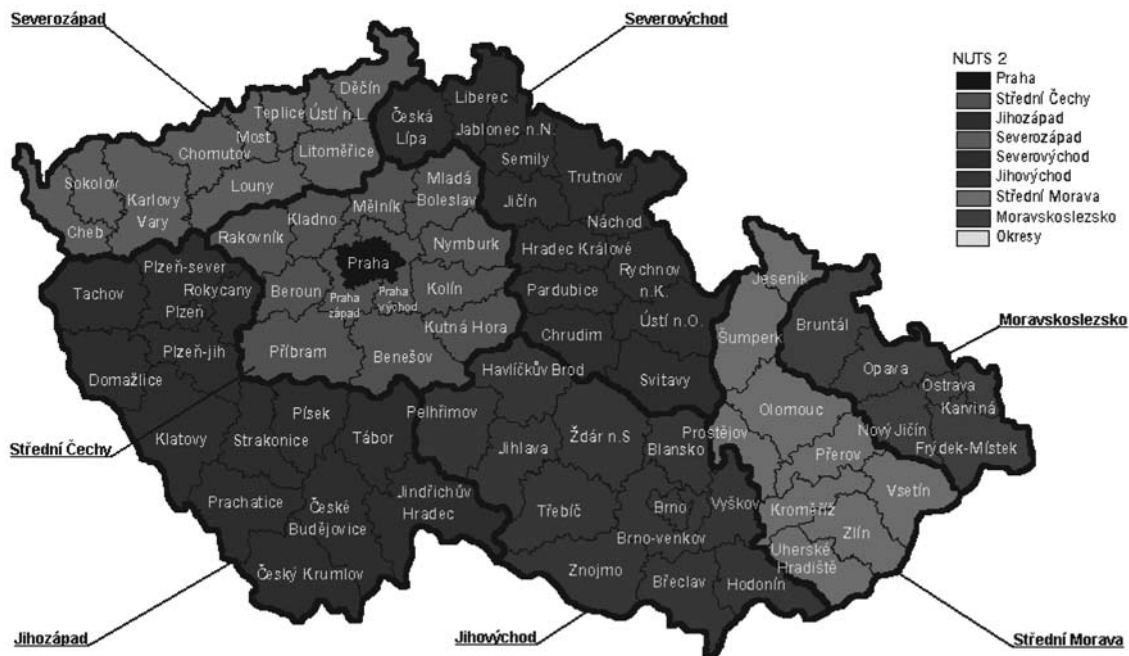 Severozápad
Severovýchod
NUTS 2
Praha
Střední Čechy
Jihozápad
Severozápad
Severovýchod
Jihovýchod
Střední Morava
Moravskoslezsko
Okresy
Děčín
Teplice
Ústí n.L.
Most
Chomutov
Litoměřice
Louny
Sokolov
Karlovy
Vary
Cheb
Česká
Lípa
Liberec
Jablonec n.N.
Semily
Trutnov
Jičín
Náchod
Hradec Králové
Rychnov
n.K.
Pardubice
Chrudim
Ústí n.O.
Svitavy
Mladá
Boleslav
Mělník
Kladno
Rakovník
Nymburk
Praha
Beroun
Praha
západ
Praha
východ
Kolín
Kutná Hora
Příbram
Benešov
Plzeň-sever
Tachov
Rokycany
Plzeň
Plzeň-jih
Domažlice
Klatovy
Písek
Strakonice
Tábor
Prachatice
České
Budějovice
Jindřichův
Hradec
Český Krumlov
Havlíčkův Brod
Pelhřimov
Jihlava
Ždár n.S
Blansko
Třebíč
Brno
Vyškov
Brno-venkov
Znojmo
Břeclav
Hodonín
Jeseník
Šumperk
Olomouc
Prostějov
Přerov
Kroměříž
Vsetín
Zlín
Uherské
Hradiště
Bruntál
Opava
Ostrava
Karviná
Nový Jičín
Frýdek-Místek
Moravskoslezsko
Střední Čechy
Jihozápad
Jihovýchod
Střední Morava